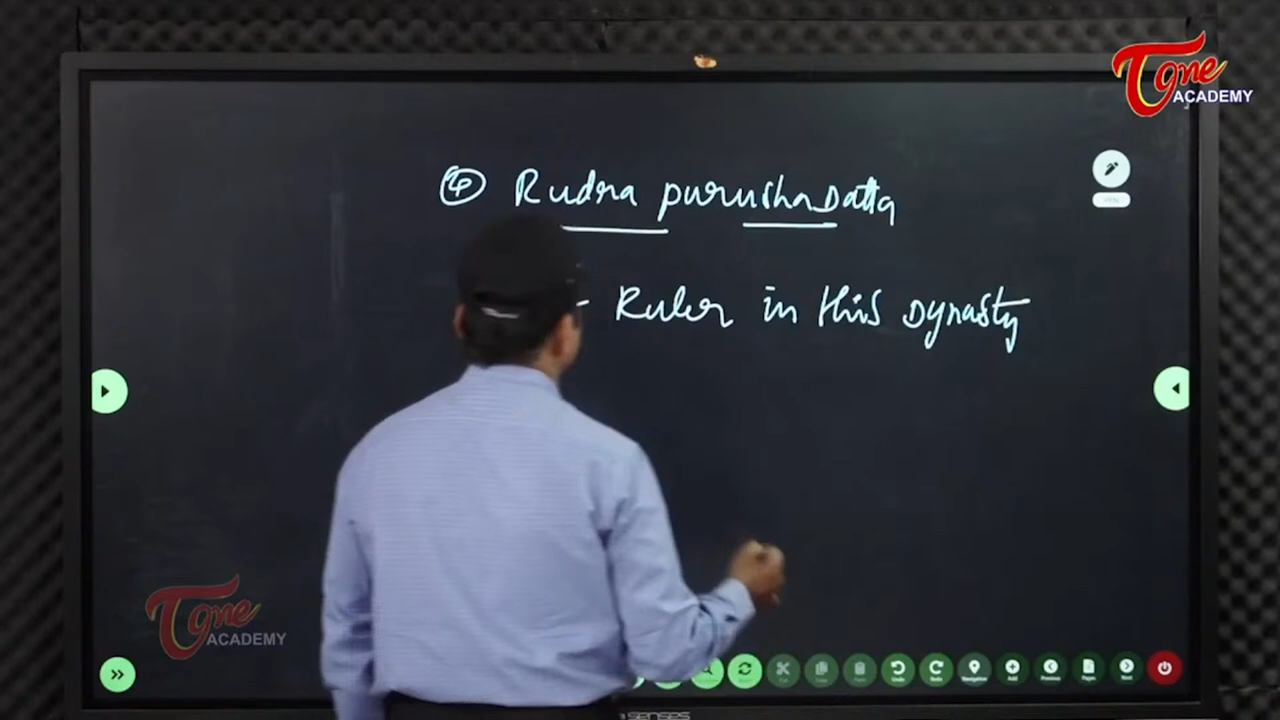 Tone
ACADEMY
④ Rudra purushaDatta
- Ruler in this Dynasty
Tone
ACADEMY